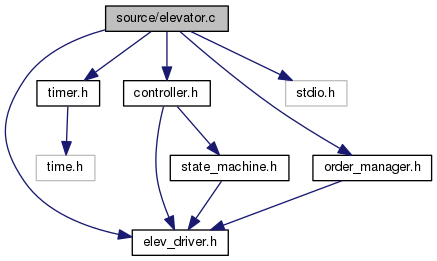 source/elevator.c
timer.h
controller.h
stdio.h
time.h
state_machine.h
order_manager.h
elev_driver.h